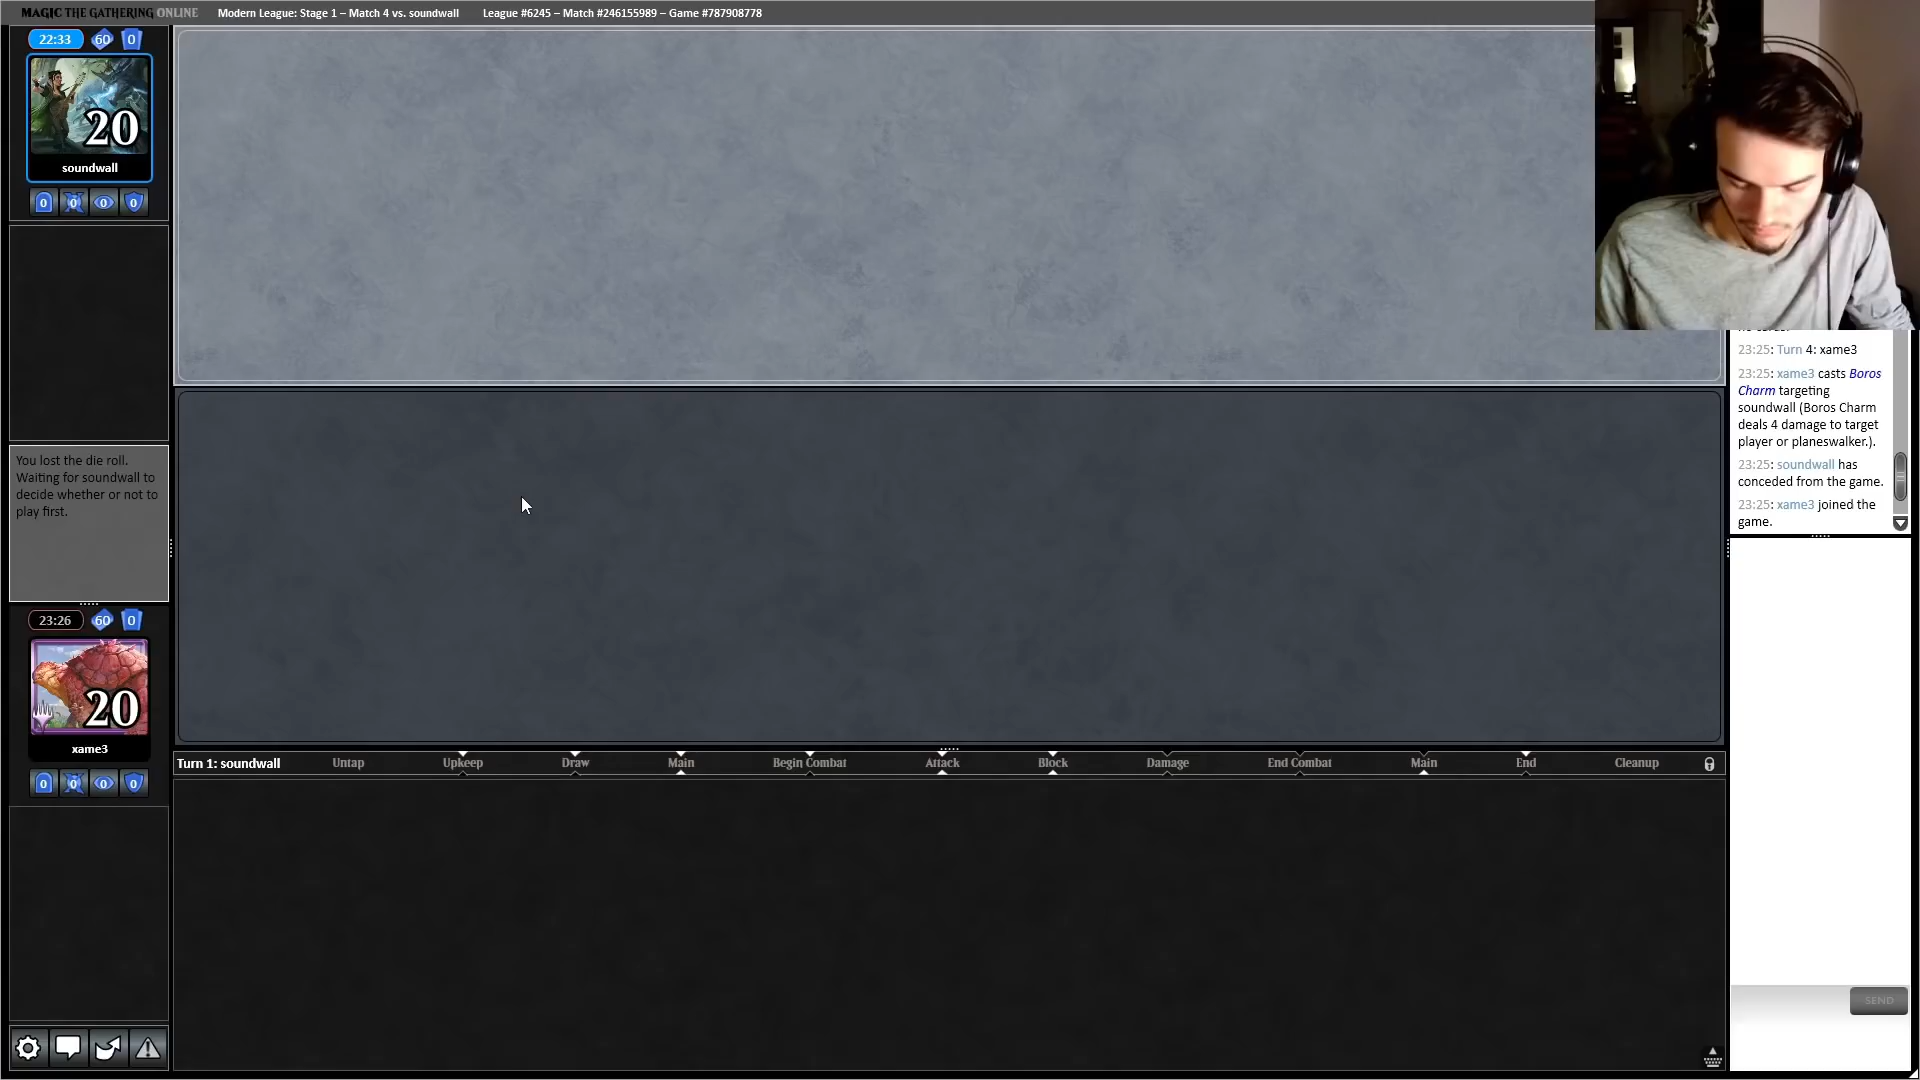 MAGIC THE GATHERING ONLINE
Modern League: Stage 1 – Match 4 vs. soundwall
League #6245 – Match #246155989 – Game #787908778
22:33 60 0
20
soundwall
0 0 0 0
You lost the die roll.
Waiting for soundwall to
decide whether or not to
play first.
23:26 60 0
20
xame3
0 0 0 0
23:25: Turn 4: xame3
23:25: xame3 casts Boros
Charm targeting
soundwall (Boros Charm
deals 4 damage to target
player or planeswalker.).
23:25: soundwall has
conceded from the game.
23:25: xame3 joined the
game.
Turn 1: soundwall Untap Upkeep Draw Main Begin Combat Attack Block Damage End Combat Main End Cleanup
SEND